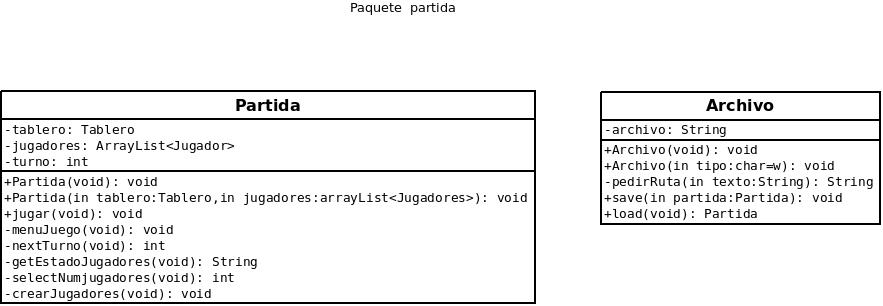 Paquete partida
Partida
-tablero: Tablero
-jugadores: ArrayList<Jugador>
-turno: int
+Partida(void): void
+Partida(in tablero:Tablero,in jugadores:arrayList<Jugadores>): void
+jugar(void): void
-menuJuego(void): void
-nextTurno(void): int
-getEstadoJugadores(void): String
-selectNumjugadores(void): int
-crearJugadores(void): void
Archivo
-archivo: String
+Archivo(void): void
+Archivo(in tipo:char=w): void
-pedirRuta(in texto:String): String
+save(in partida:Partida): void
+load(void): Partida